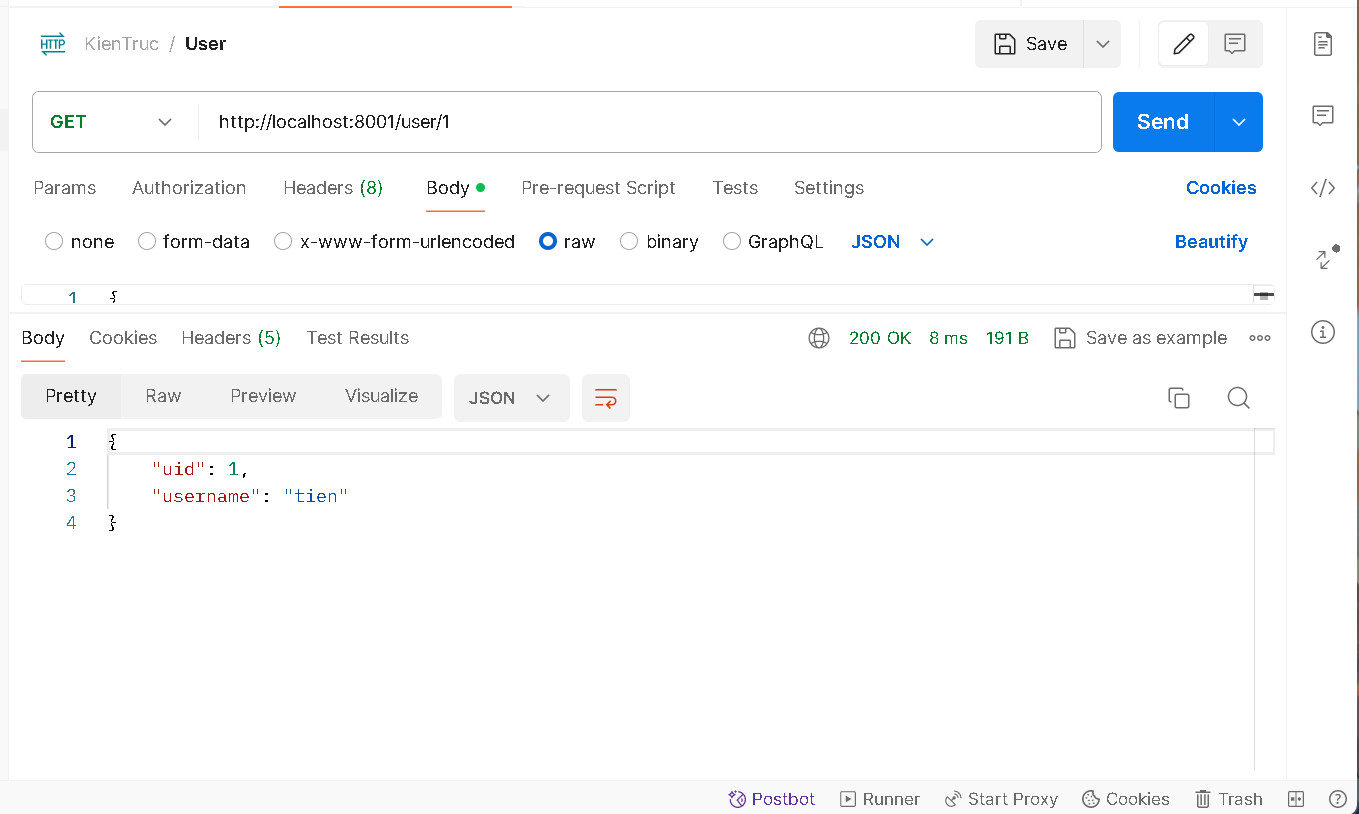 HTTP KienTruc / User Save
GET http://localhost:8001/user/1 Send
Params Authorization Headers (8) Body Pre-request Script Tests Settings Cookies
none form-data x-www-form-urlencoded raw binary GraphQL JSON Beautify
1 {
Body Cookies Headers (5) Test Results 200 OK 8 ms 191 B Save as example
Pretty Raw Preview Visualize JSON
1 {
2 "uid": 1,
3 "username": "tien"
4 }
Postbot Runner Start Proxy Cookies Trash